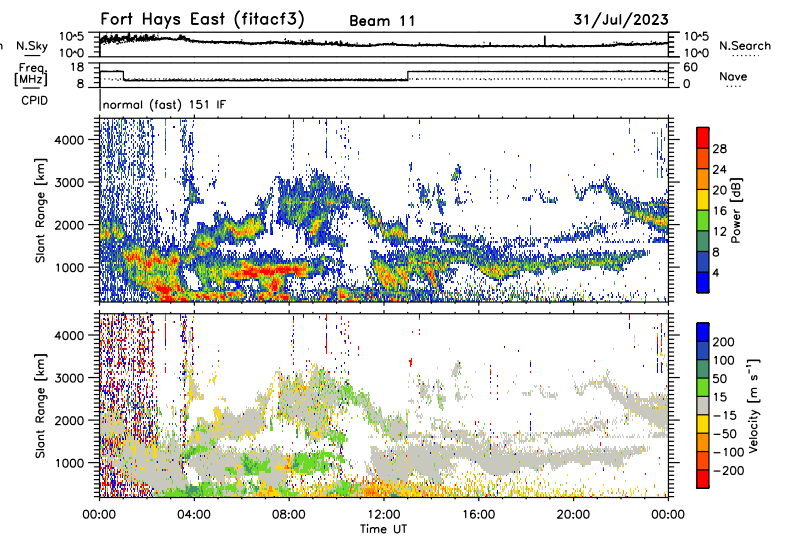 Fort Hays East (fitacf3) Beam 11 31/Jul/2023
n N.Sky 10^5 10^0 10^5 10^0 N.Search
Freq. [MHz] 18 8 60 0 Nave
CPID normal (fast) 151 IF
Slant Range [km]
4000
3000
2000
1000
28
24
20
16
12
8
4
Power [dB]
Slant Range [km]
4000
3000
2000
1000
200
100
50
15
-15
-50
-100
-200
Velocity [m s⁻¹]
00:00 04:00 08:00 12:00 16:00 20:00 00:00
Time UT